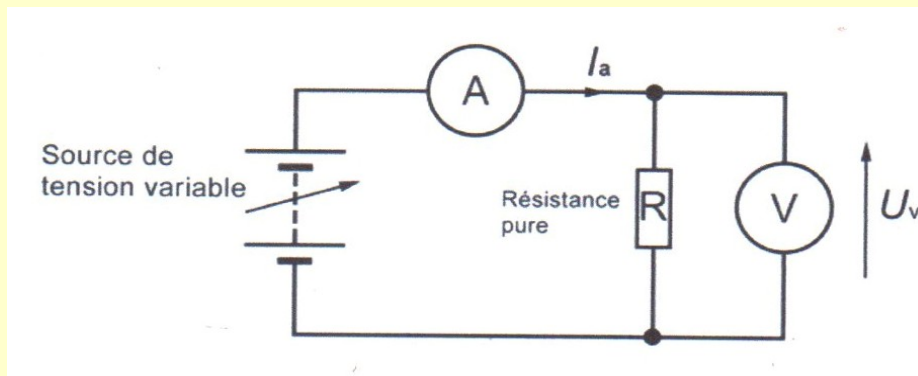 A
Iₐ
Source de
tension variable
Résistance
pure
R
V
Uᵥ